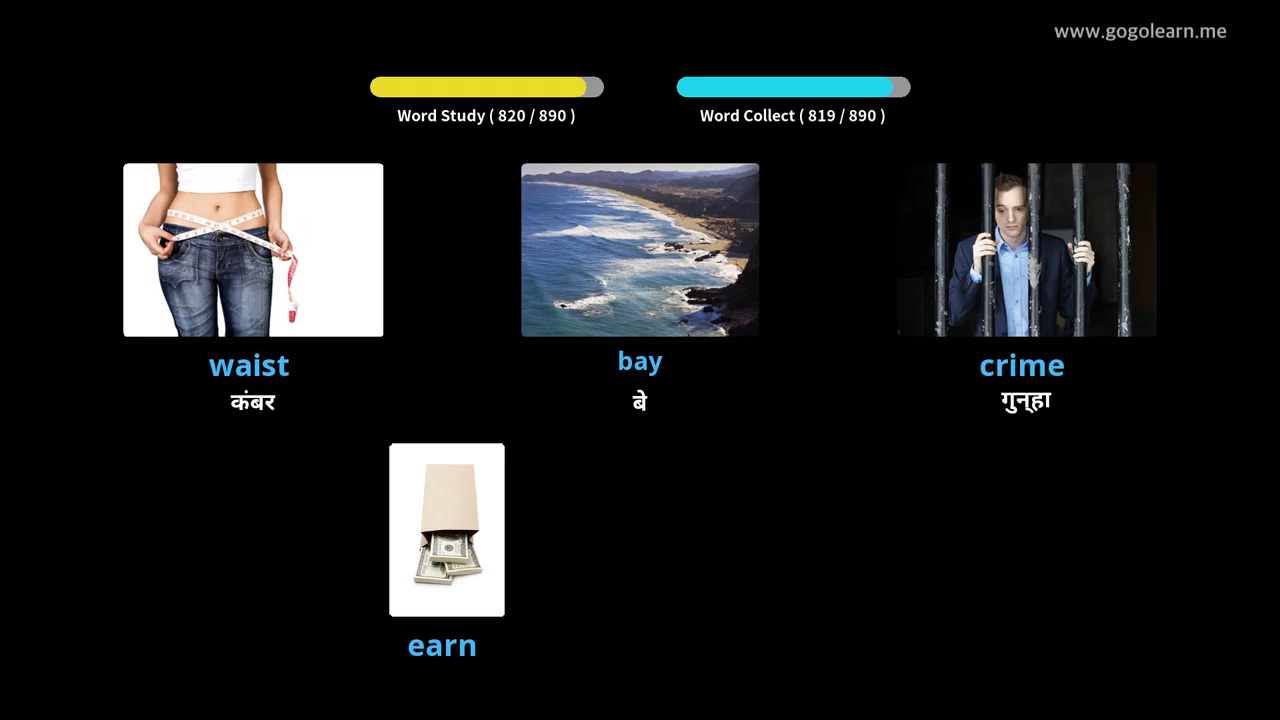 www.gogolearn.me
Word Study ( 820 / 890 )
Word Collect ( 819 / 890 )
waist
bay
crime
कंबर
बे
गुन्हा
earn